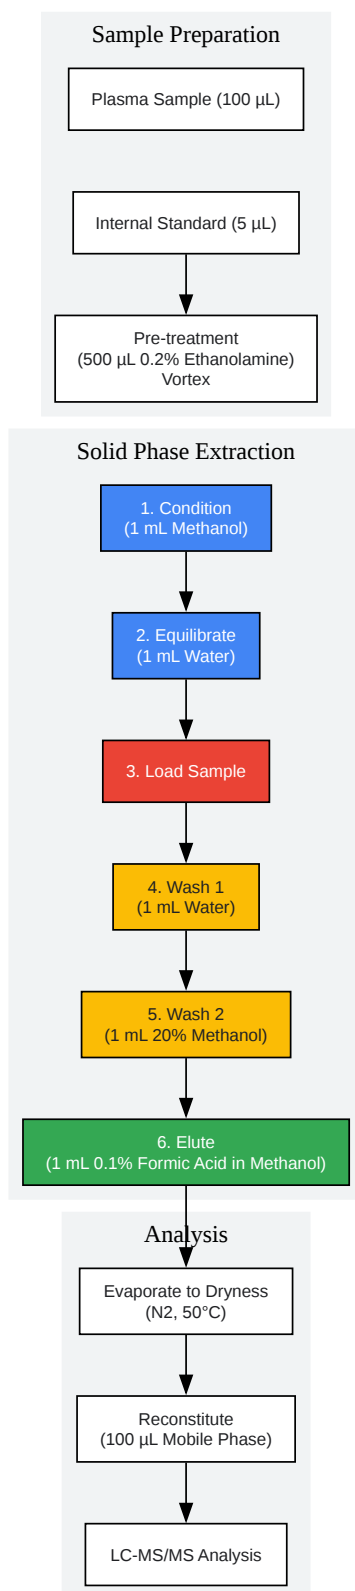 Sample Preparation
Plasma Sample (100 µL)
Internal Standard (5 µL)
Pre-treatment
(500 µL 0.2% Ethanolamine)
Vortex
Solid Phase Extraction
1. Condition
(1 mL Methanol)
2. Equilibrate
(1 mL Water)
3. Load Sample
4. Wash 1
(1 mL Water)
5. Wash 2
(1 mL 20% Methanol)
6. Elute
(1 mL 0.1% Formic Acid in Methanol)
Analysis
Evaporate to Dryness
(N2, 50°C)
Reconstitute
(100 µL Mobile Phase)
LC-MS/MS Analysis